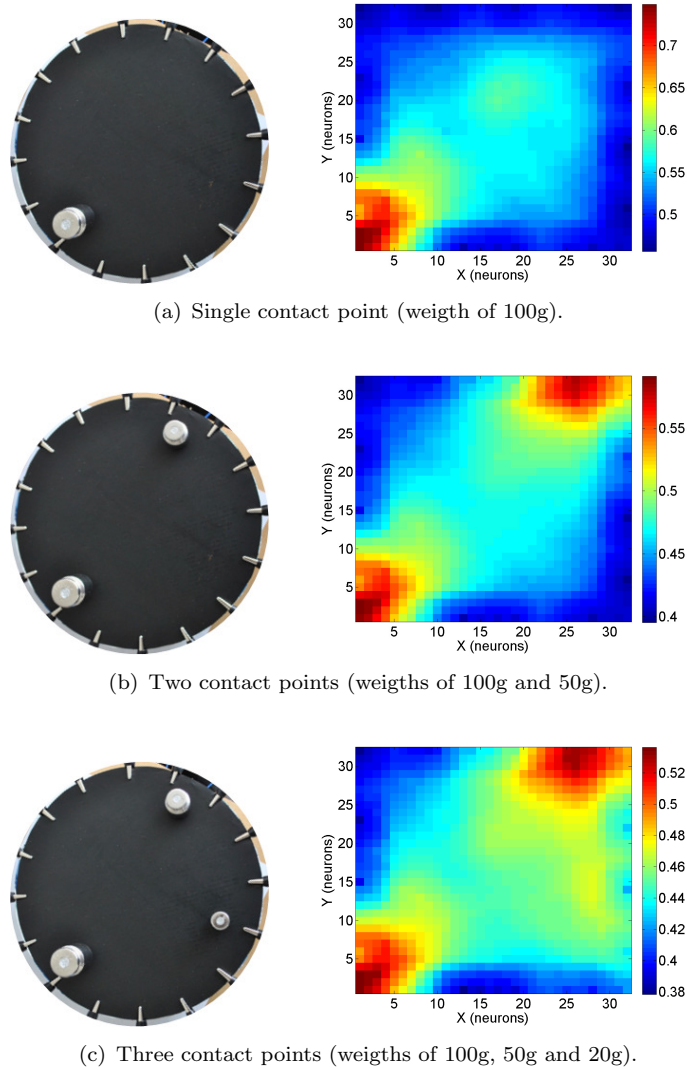 30
25
20
15
10
5
Y (neurons)
5 10 15 20 25 30
X (neurons)
0.7
0.65
0.6
0.55
0.5
(a) Single contact point (weigth of 100g).
30
25
20
15
10
5
Y (neurons)
5 10 15 20 25 30
X (neurons)
0.55
0.5
0.45
0.4
(b) Two contact points (weigths of 100g and 50g).
30
25
20
15
10
5
Y (neurons)
5 10 15 20 25 30
X (neurons)
0.52
0.5
0.48
0.46
0.44
0.42
0.4
0.38
(c) Three contact points (weigths of 100g, 50g and 20g).